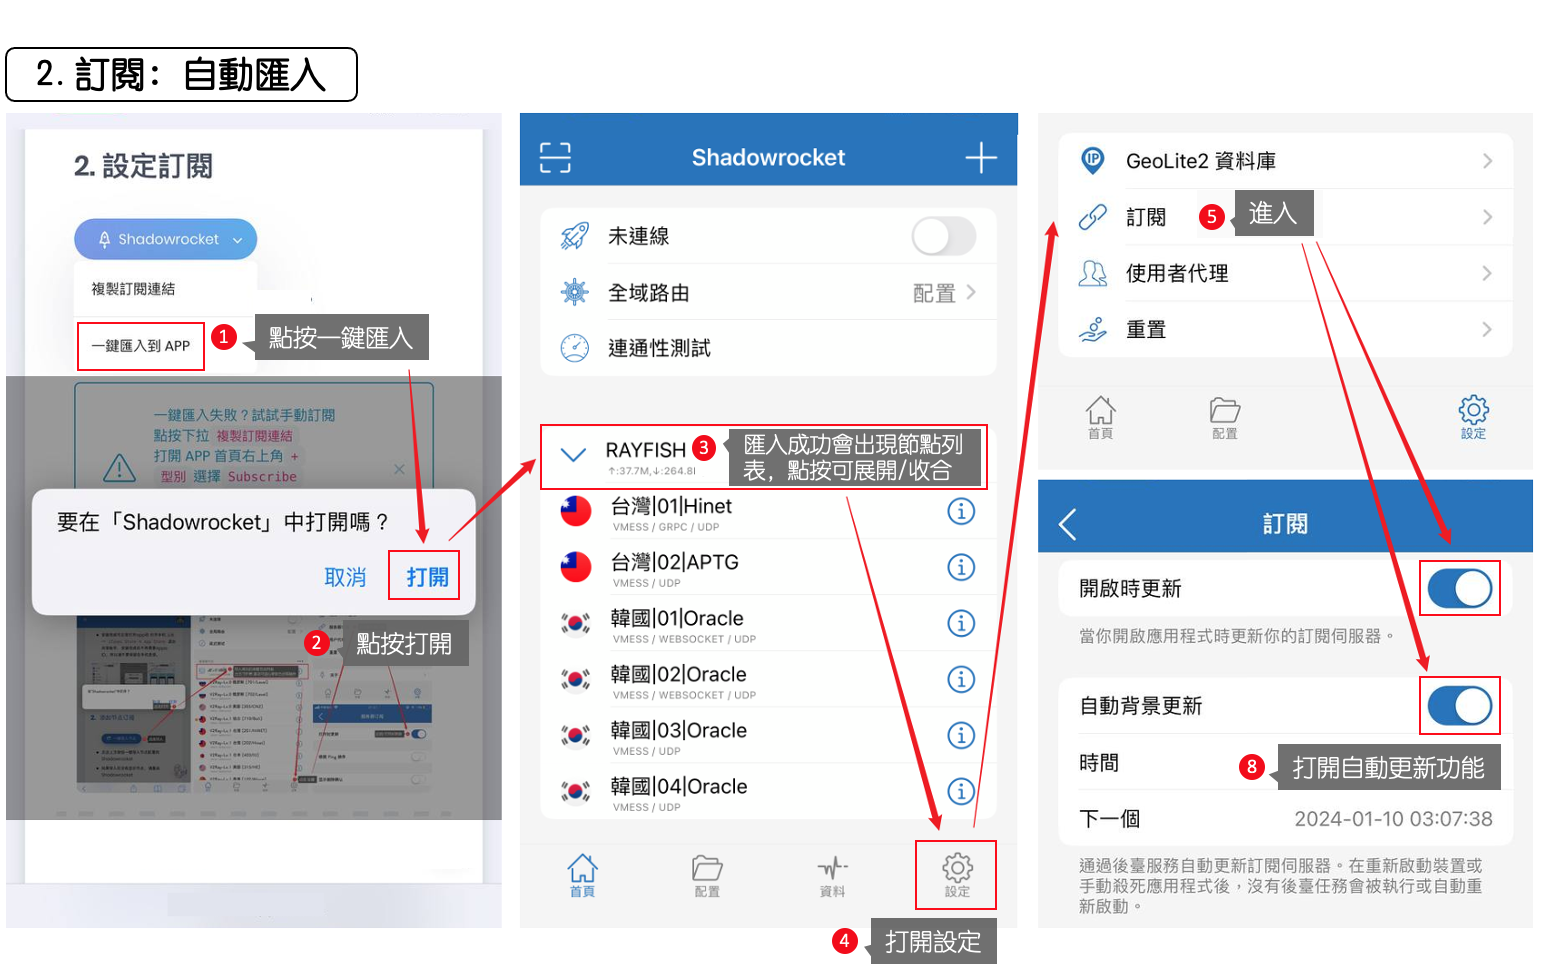 2. 訂閱：自動匯入
2. 設定訂閱
Shadowrocket
複製訂閱連結
一鍵匯入到 APP
1
點按一鍵匯入
一鍵匯入失敗？試試手動訂閱
點按下拉 複製訂閱連結
打開 APP 首頁右上角 +
型別 選擇 Subscribe
要在「Shadowrocket」中打開嗎？
取消
打開
2
點按打開
Shadowrocket
未連線
全域路由
配置
連通性測試
RAYFISH
↑:37.7M,↓:264.8
3
匯入成功會出現節點列
表，點按可展開/收合
台灣|01|Hinet
VMESS / GRPC / UDP
台灣|02|APTG
VMESS / UDP
韓國|01|Oracle
VMESS / WEBSOCKET / UDP
韓國|02|Oracle
VMESS / WEBSOCKET / UDP
韓國|03|Oracle
VMESS / UDP
韓國|04|Oracle
VMESS / UDP
首頁
配置
資料
設定
4
打開設定
IP
GeoLite2 資料庫
訂閱
5
進入
使用者代理
重置
首頁
配置
設定
訂閱
開啟時更新
當你開啟應用程式時更新你的訂閱伺服器。
自動背景更新
時間
8
打開自動更新功能
下一個
2024-01-10 03:07:38
通過後臺服務自動更新訂閱伺服器。在重新啟動裝置或
手動殺死應用程式後，沒有後臺任務會被執行或自動重
新啟動。